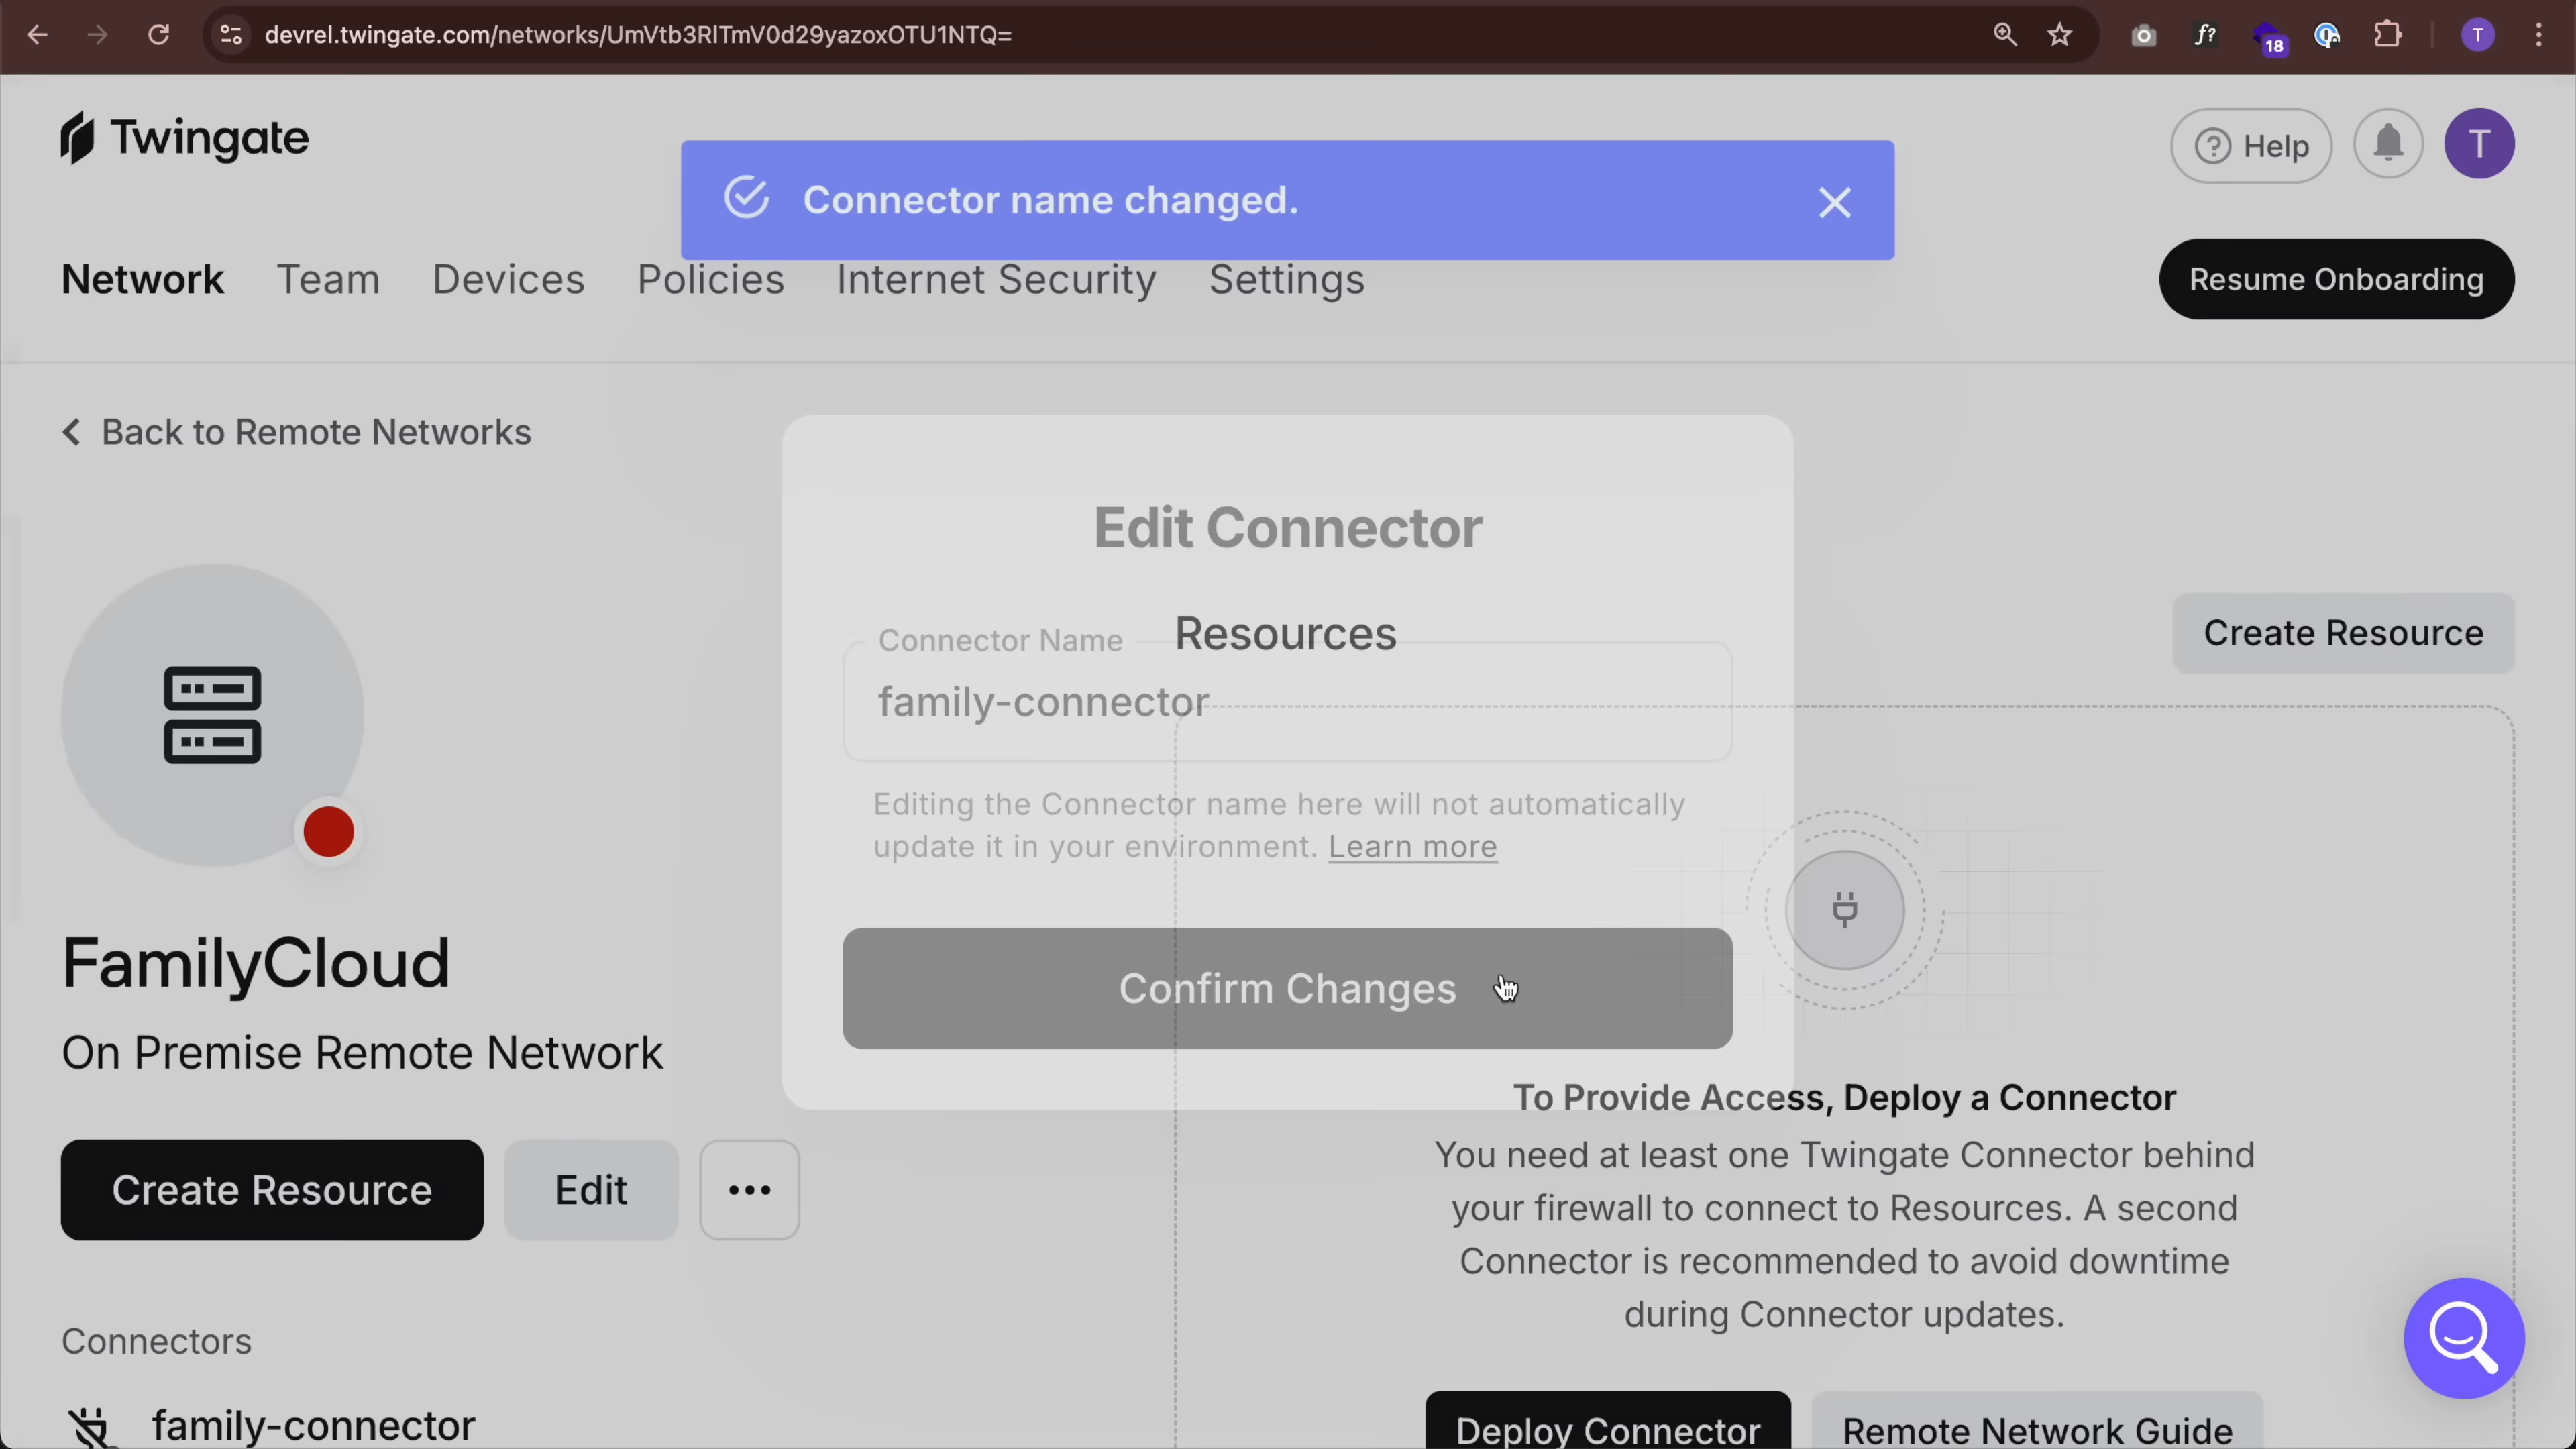 devrel.twingate.com/networks/UmVtb3RlTmV0d29yazoxOTU1NTQ=
f?
18
T
Twingate
Connector name changed.
Help
T
Network
Team
Devices
Policies
Internet Security
Settings
Resume Onboarding
Back to Remote Networks
Edit Connector
Connector Name
family-connector
Editing the Connector name here will not automatically
update it in your environment. Learn more
Confirm Changes
Resources
Create Resource
FamilyCloud
On Premise Remote Network
Create Resource
Edit
Connectors
family-connector
To Provide Access, Deploy a Connector
You need at least one Twingate Connector behind
your firewall to connect to Resources. A second
Connector is recommended to avoid downtime
during Connector updates.
Deploy Connector
Remote Network Guide